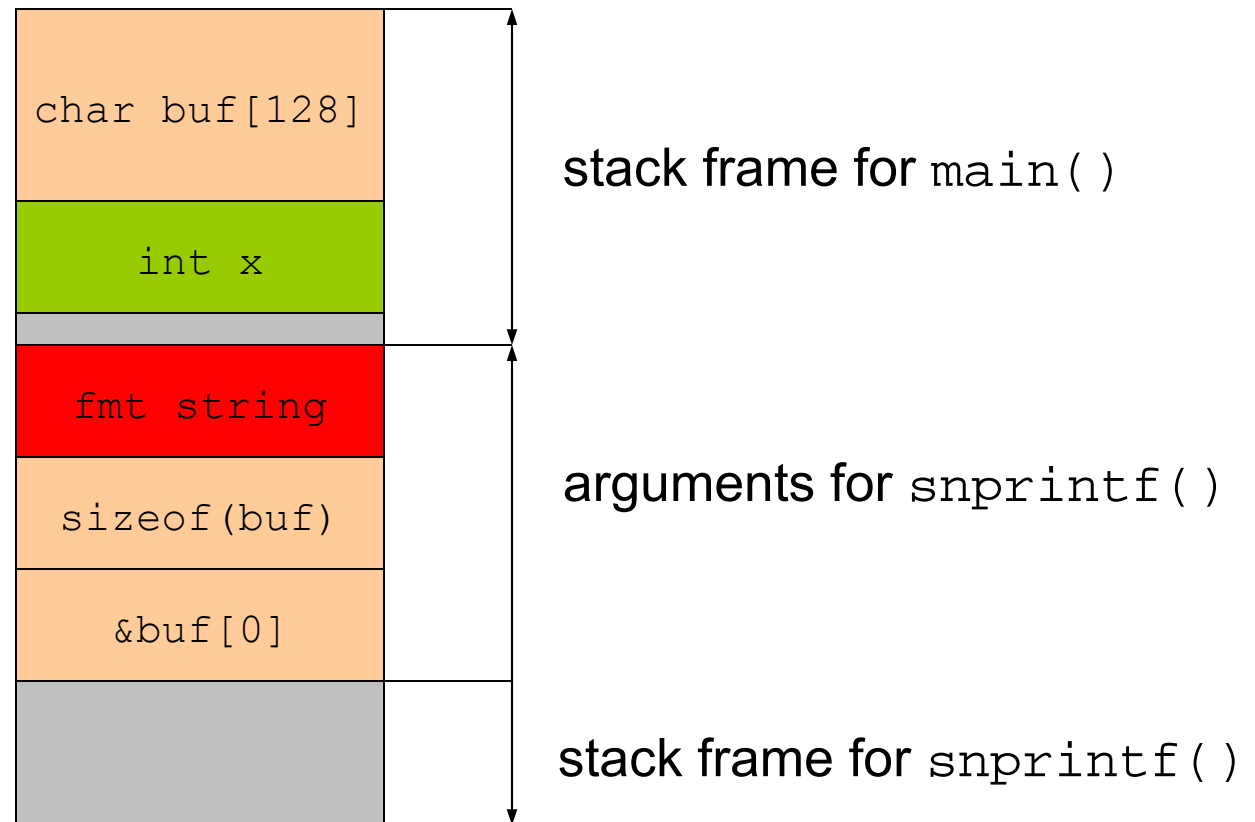 char buf[128]
stack frame for main()
int x
fmt string
arguments for snprintf()
sizeof(buf)
&buf[0]
stack frame for snprintf()